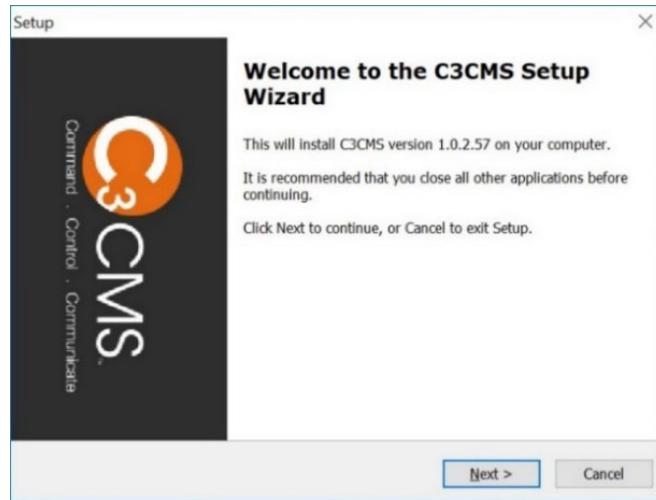 Setup
Welcome to the C3CMS Setup
Wizard
This will install C3CMS version 1.0.2.57 on your computer.
It is recommended that you close all other applications before
continuing.
Click Next to continue, or Cancel to exit Setup.
C3CMS™
Command . Control . Communicate
Next >
Cancel